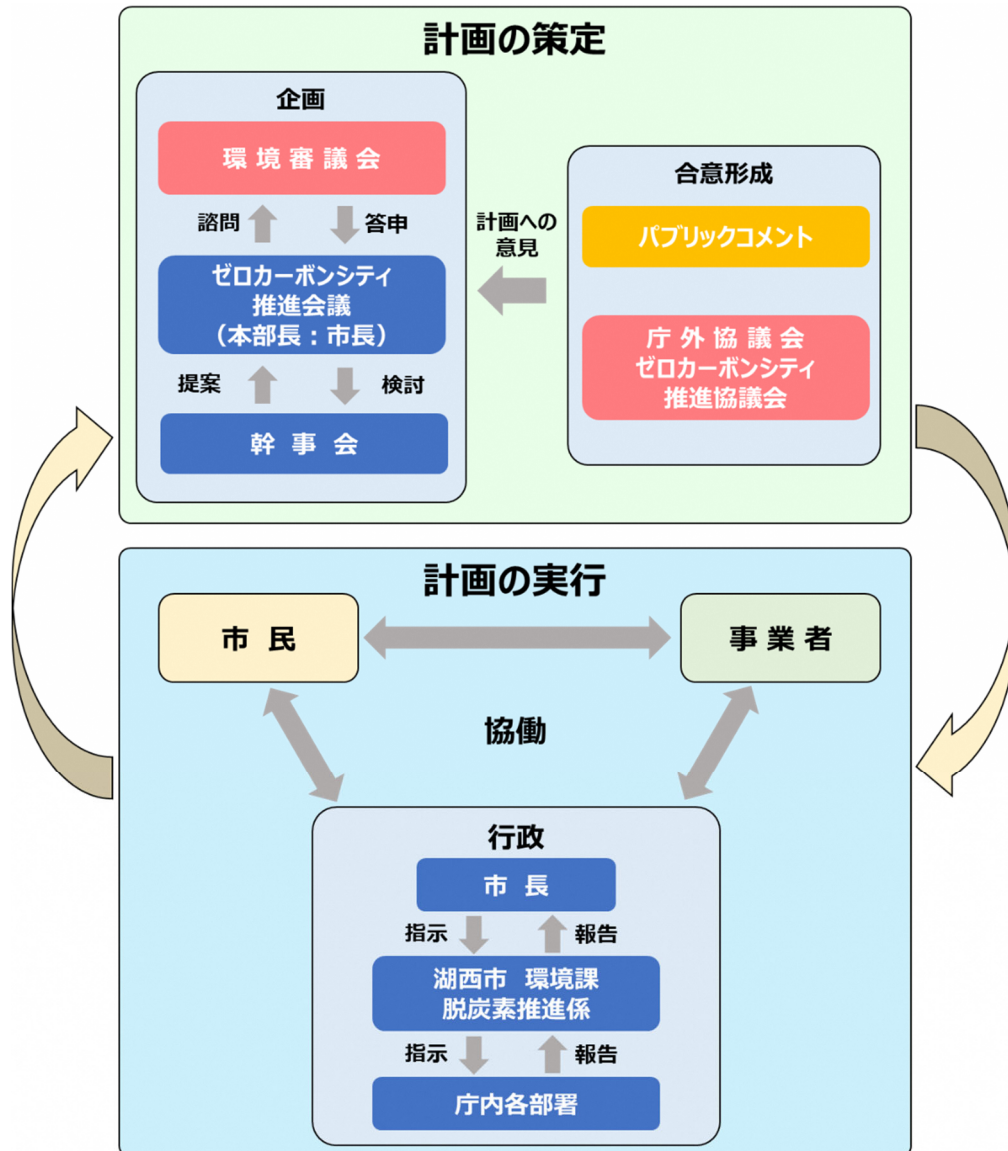 計画の策定
企画
環境審議会
諮問
答申
ゼロカーボンシティ
推進会議
（本部長：市長）
提案
検討
幹事会
計画への
意見
合意形成
パブリックコメント
庁外協議会
ゼロカーボンシティ
推進協議会
計画の実行
市民
事業者
協働
行政
市長
指示
報告
湖西市 環境課
脱炭素推進係
指示
報告
庁内各部署